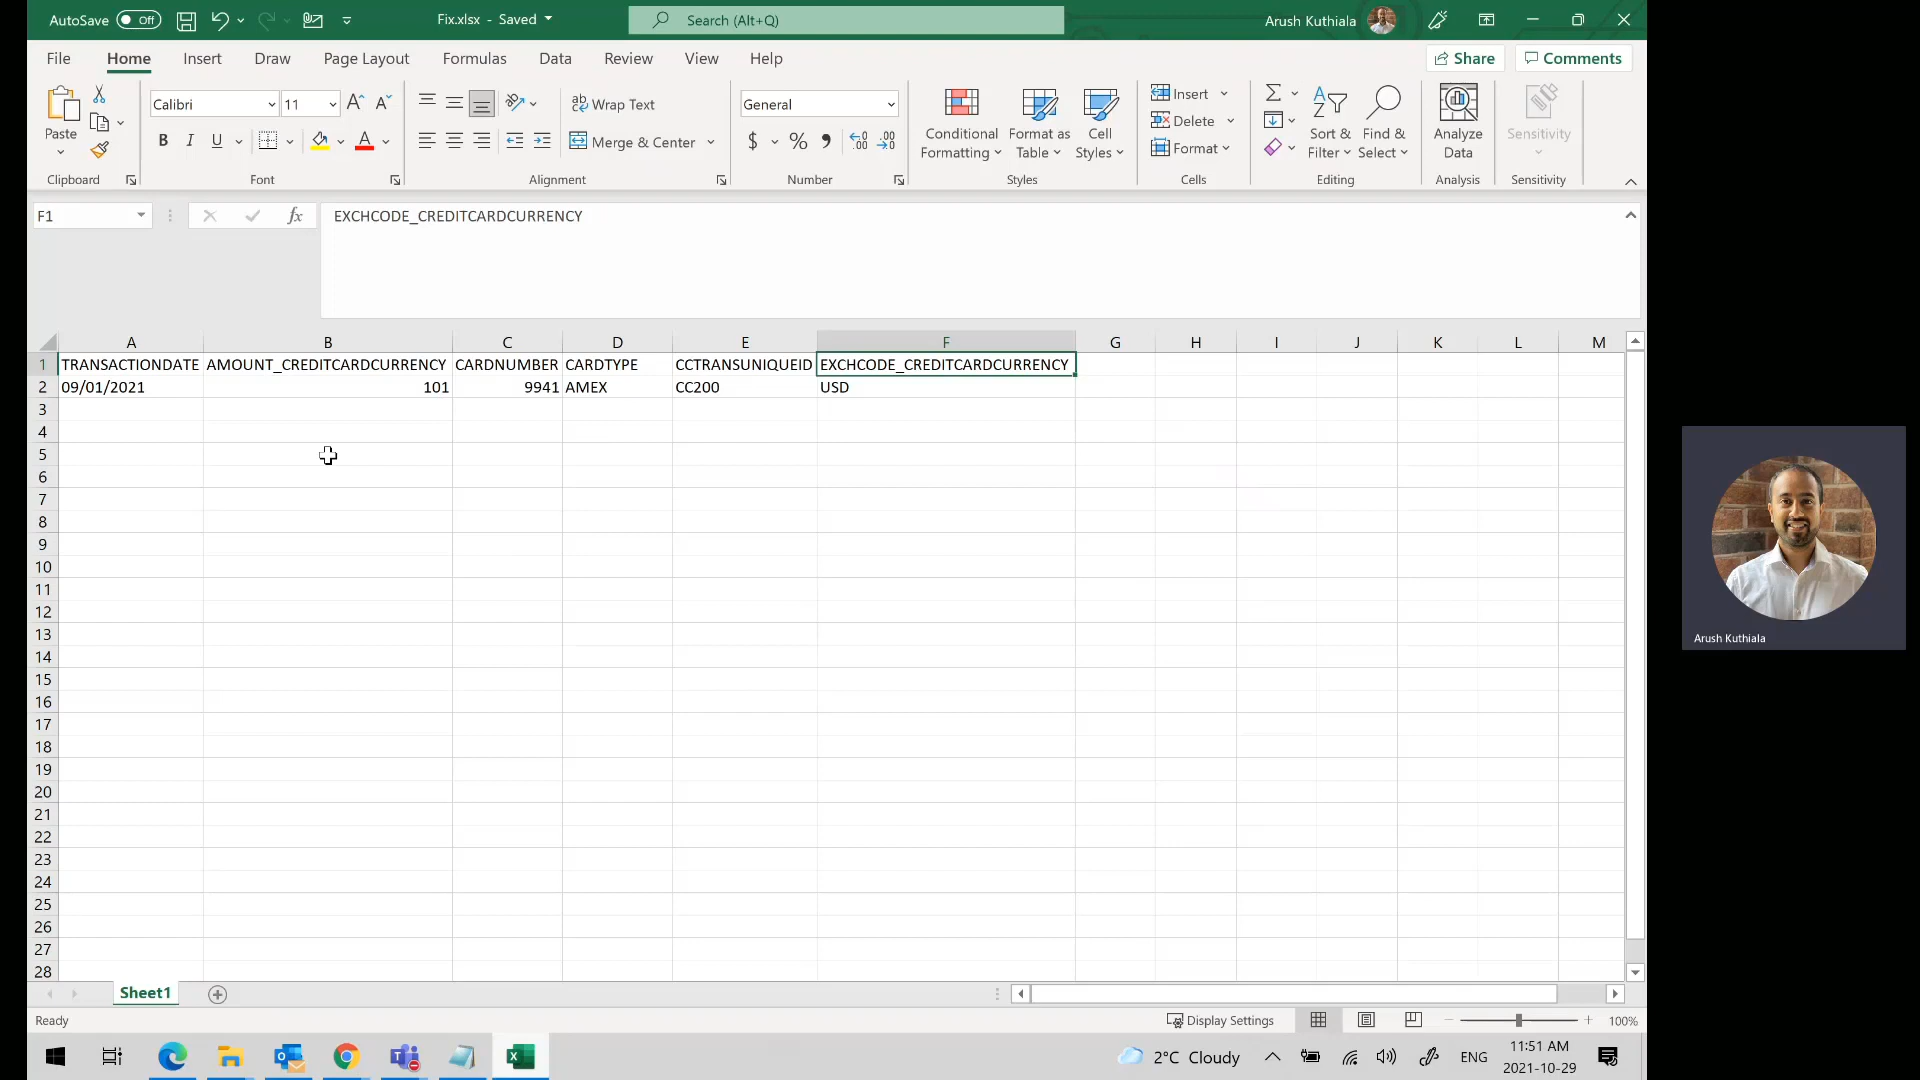 AutoSave Off Fix.xlsx - Saved Search (Alt+Q) Arush Kuthiala
File Home Insert Draw Page Layout Formulas Data Review View Help Share Comments
Paste
Calibri 11
B I U A
ab Wrap Text
Merge & Center
General
$ % , .00
Conditional Formatting
Format as Table
Cell Styles
Insert
Delete
Format
Sort & Filter
Find & Select
Analyze Data
Sensitivity
Clipboard Font Alignment Number Styles Cells Editing Analysis Sensitivity
F1 fx EXCHCODE_CREDITCARDCURRENCY
A B C D E F G H I J K L M
1 TRANSACTIONDATE AMOUNT_CREDITCARDCURRENCY CARDNUMBER CARDTYPE CCTRANSUNIQUEID EXCHCODE_CREDITCARDCURRENCY
2 09/01/2021 101 9941 AMEX CC200 USD
3
4
5
6
7
8
9
10
11
12
13
14
15
16
17
18
19
20
21
22
23
24
25
26
27
28
Sheet1
Ready Display Settings 100%
2°C Cloudy ENG 11:51 AM
2021-10-29
Arush Kuthiala